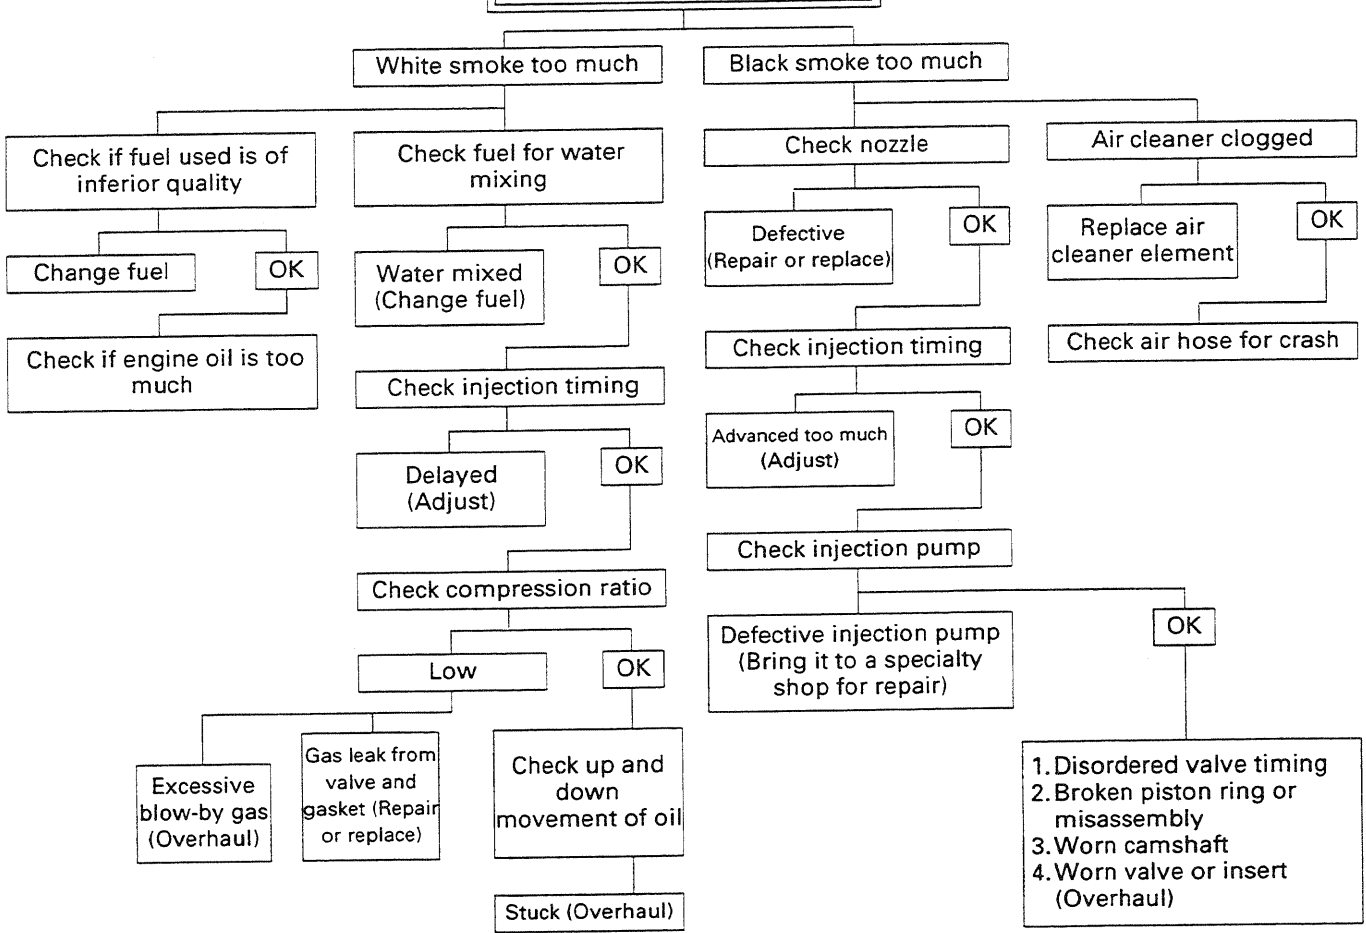 White smoke too much
Black smoke too much
Check if fuel used is of
inferior quality
Check fuel for water
mixing
Check nozzle
Air cleaner clogged
Change fuel
OK
Water mixed
(Change fuel)
OK
Defective
(Repair or replace)
OK
Replace air
cleaner element
OK
Check if engine oil is too
much
Check injection timing
Check injection timing
Check air hose for crash
Delayed
(Adjust)
OK
Advanced too much
(Adjust)
OK
Check compression ratio
Check injection pump
Low
OK
Defective injection pump
(Bring it to a specialty
shop for repair)
OK
Excessive
blow-by gas
(Overhaul)
Gas leak from
valve and
gasket (Repair
or replace)
Check up and
down
movement of oil
1. Disordered valve timing
2. Broken piston ring or
misassembly
3. Worn camshaft
4. Worn valve or insert
(Overhaul)
Stuck (Overhaul)